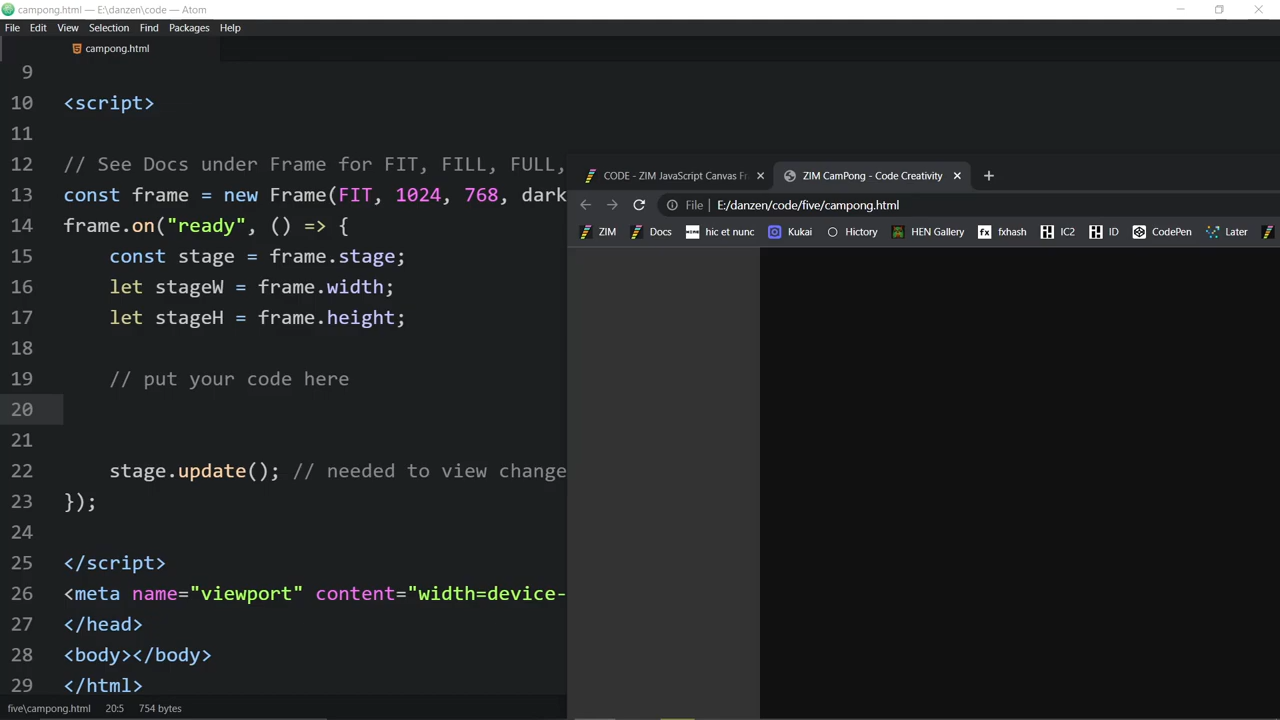 campong.html — E:\danzen\code — Atom
File Edit View Selection Find Packages Help
campong.html
9
10 <script>
11
12 // See Docs under Frame for FIT, FILL, FULL,
13 const frame = new Frame(FIT, 1024, 768, dark
14 frame.on("ready", () => {
15 const stage = frame.stage;
16 let stageW = frame.width;
17 let stageH = frame.height;
18
19 // put your code here
20
21
22 stage.update(); // needed to view change
23 });
24
25 </script>
26 <meta name="viewport" content="width=device-
27 </head>
28 <body></body>
29 </html>
five\campong.html 20:5 754 bytes
CODE - ZIM JavaScript Canvas Fr
ZIM CamPong - Code Creativity
File E:/danzen/code/five/campong.html
ZIM Docs hic et nunc Kukai Hictory HEN Gallery fxhash IC2 ID CodePen Later